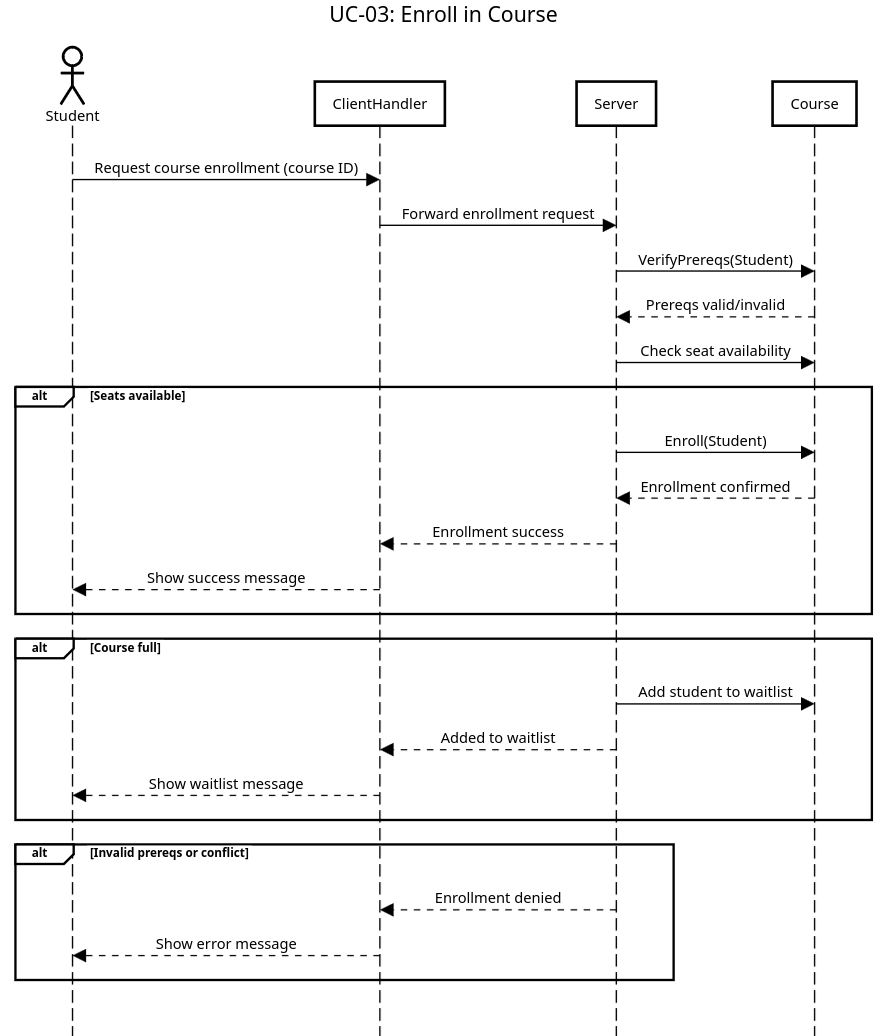 UC-03: Enroll in Course
Student
ClientHandler
Server
Course
Request course enrollment (course ID)
Forward enrollment request
VerifyPrereqs(Student)
Prereqs valid/invalid
Check seat availability
alt
[Seats available]
Enroll(Student)
Enrollment confirmed
Enrollment success
Show success message
alt
[Course full]
Add student to waitlist
Added to waitlist
Show waitlist message
alt
[Invalid prereqs or conflict]
Enrollment denied
Show error message